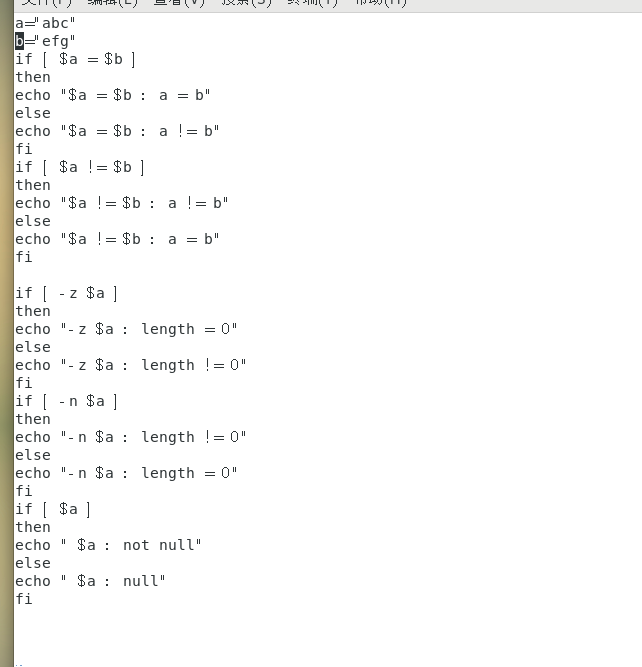 文件(F) 编辑(E) 查看(V) 搜索(S) 终端(T) 帮助(H)
a="abc"
b="efg"
if [ $a = $b ]
then
echo "$a = $b : a = b"
else
echo "$a = $b : a != b"
fi
if [ $a != $b ]
then
echo "$a != $b : a != b"
else
echo "$a != $b : a = b"
fi
if [ -z $a ]
then
echo "-z $a : length = 0"
else
echo "-z $a : length != 0"
fi
if [ -n $a ]
then
echo "-n $a : length != 0"
else
echo "-n $a : length = 0"
fi
if [ $a ]
then
echo " $a : not null"
else
echo " $a : null"
fi